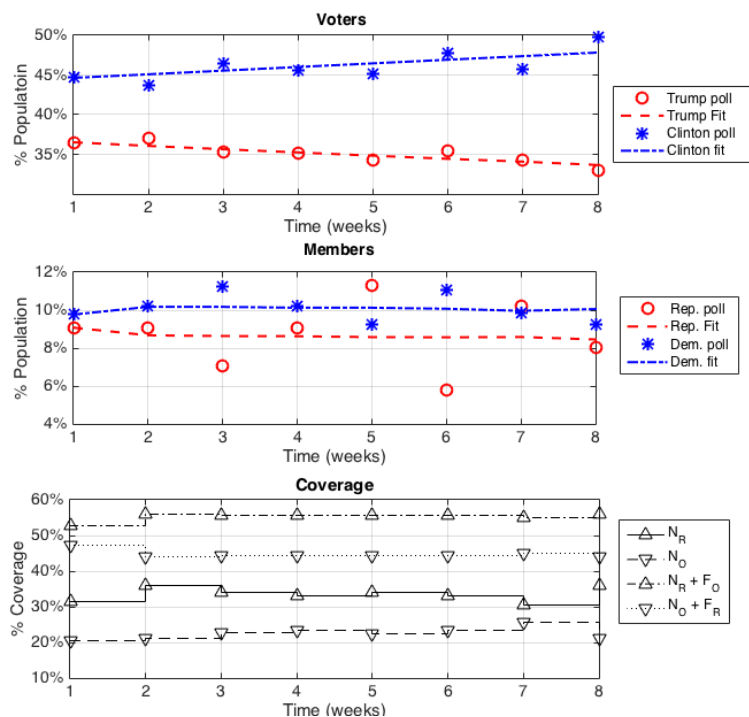 Voters
50%
45%
40%
35%
% Populatoin
1 2 3 4 5 6 7 8
Time (weeks)
Trump poll
Trump Fit
Clinton poll
Clinton fit
Members
12%
10%
8%
6%
4%
% Population
1 2 3 4 5 6 7 8
Time (weeks)
Rep. poll
Rep. Fit
Dem. poll
Dem. fit
Coverage
60%
50%
40%
30%
20%
10%
% Coverage
1 2 3 4 5 6 7 8
Time (weeks)
N_R
N_O
N_R + F_O
N_O + F_R